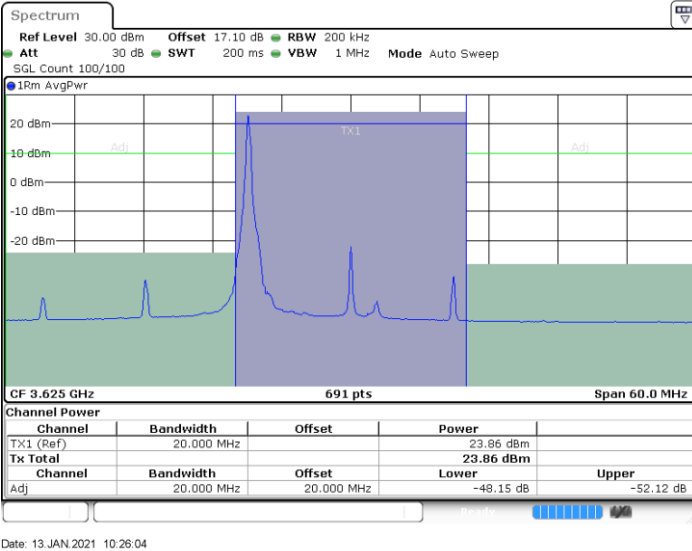 Spectrum
Ref Level 30.00 dBm Offset 17.10 dB RBW 200 kHz
Att 30 dB SWT 200 ms VBW 1 MHz Mode Auto Sweep
SGL Count 100/100
1Rm AvgPwr
20 dBm
TX1
Adj
Adj
10 dBm
0 dBm
-10 dBm
-20 dBm
CF 3.625 GHz 691 pts Span 60.0 MHz
Channel Power
Channel Bandwidth Offset Power
TX1 (Ref) 20.000 MHz 23.86 dBm
Tx Total 23.86 dBm
Channel Bandwidth Offset Lower Upper
Adj 20.000 MHz 20.000 MHz -48.15 dB -52.12 dB
Ready
Date: 13.JAN.2021 10:26:04